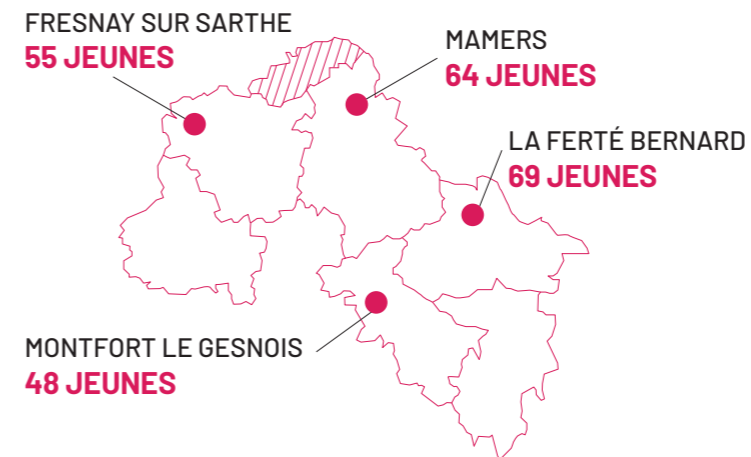 FRESNAY SUR SARTHE
55 JEUNES
MAMERS
64 JEUNES
LA FERTÉ BERNARD
69 JEUNES
MONTFORT LE GESNOIS
48 JEUNES